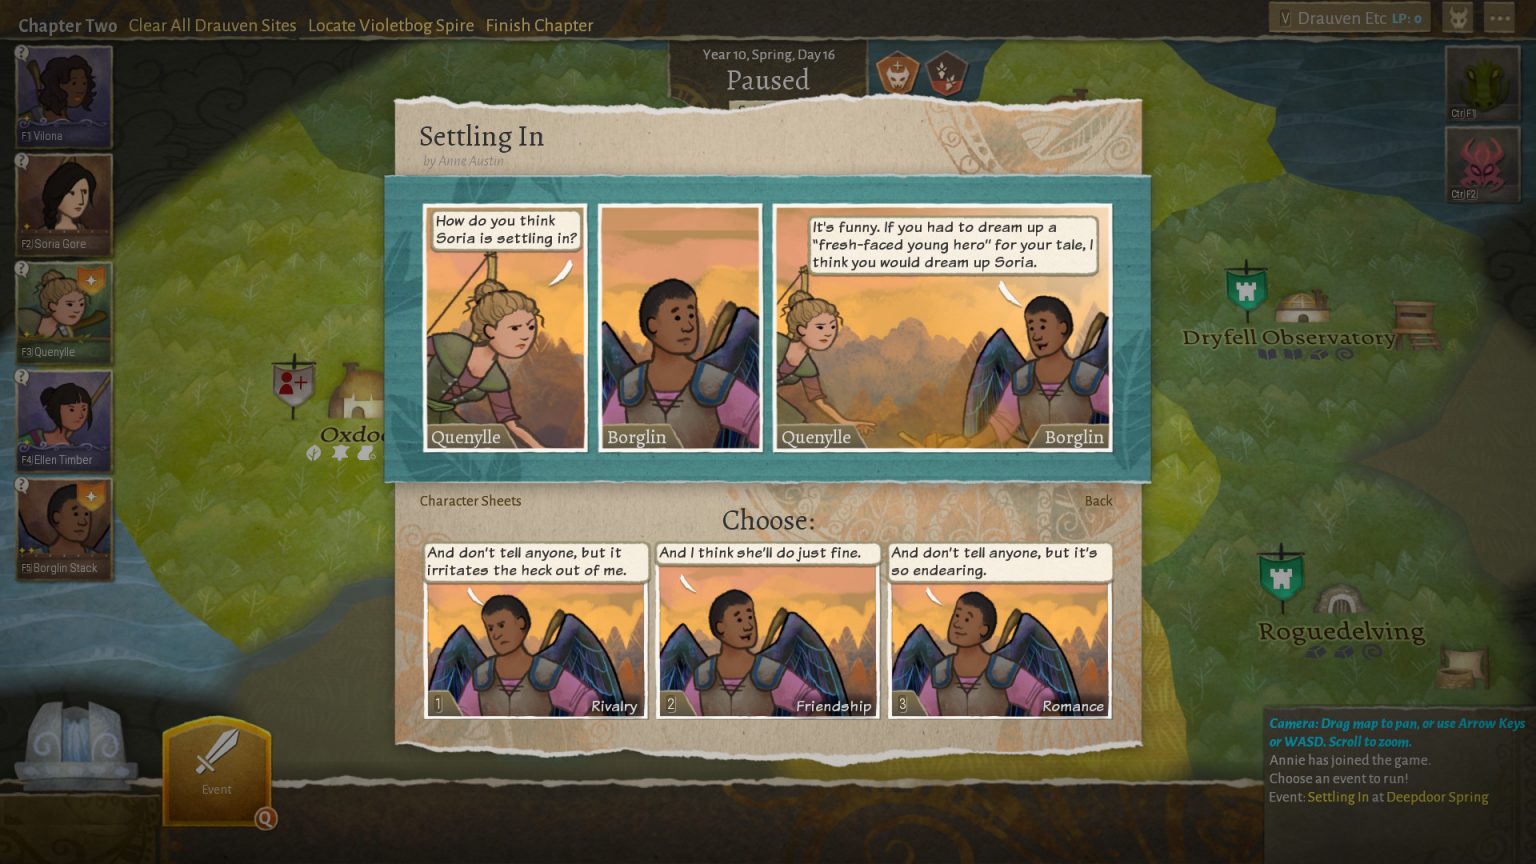 Chapter Two Clear All Drauven Sites Locate Violetbog Spire Finish Chapter
V Drauven Etc LP: 0
Year 10, Spring, Day 16
Paused
F1 Vilona
F2 Soria Gore
F3 Quenylle
F4 Ellen Timber
F5 Borglin Stack
Ctrl F1
Ctrl F2
Settling In
by Anne Austin
How do you think
Soria is settling in?
Quenylle
Borglin
It's funny. If you had to dream up a
"fresh-faced young hero" for your tale, I
think you would dream up Soria.
Quenylle
Borglin
Dryfell Observatory
Roguedelving
Character Sheets
Back
Choose:
And don't tell anyone, but it
irritates the heck out of me.
1
Rivalry
And I think she'll do just fine.
2
Friendship
And don't tell anyone, but it's
so endearing.
3
Romance
Event
Q
Camera: Drag map to pan, or use Arrow Keys
or WASD. Scroll to zoom.
Annie has joined the game.
Choose an event to run!
Event: Settling In at Deepdoor Spring